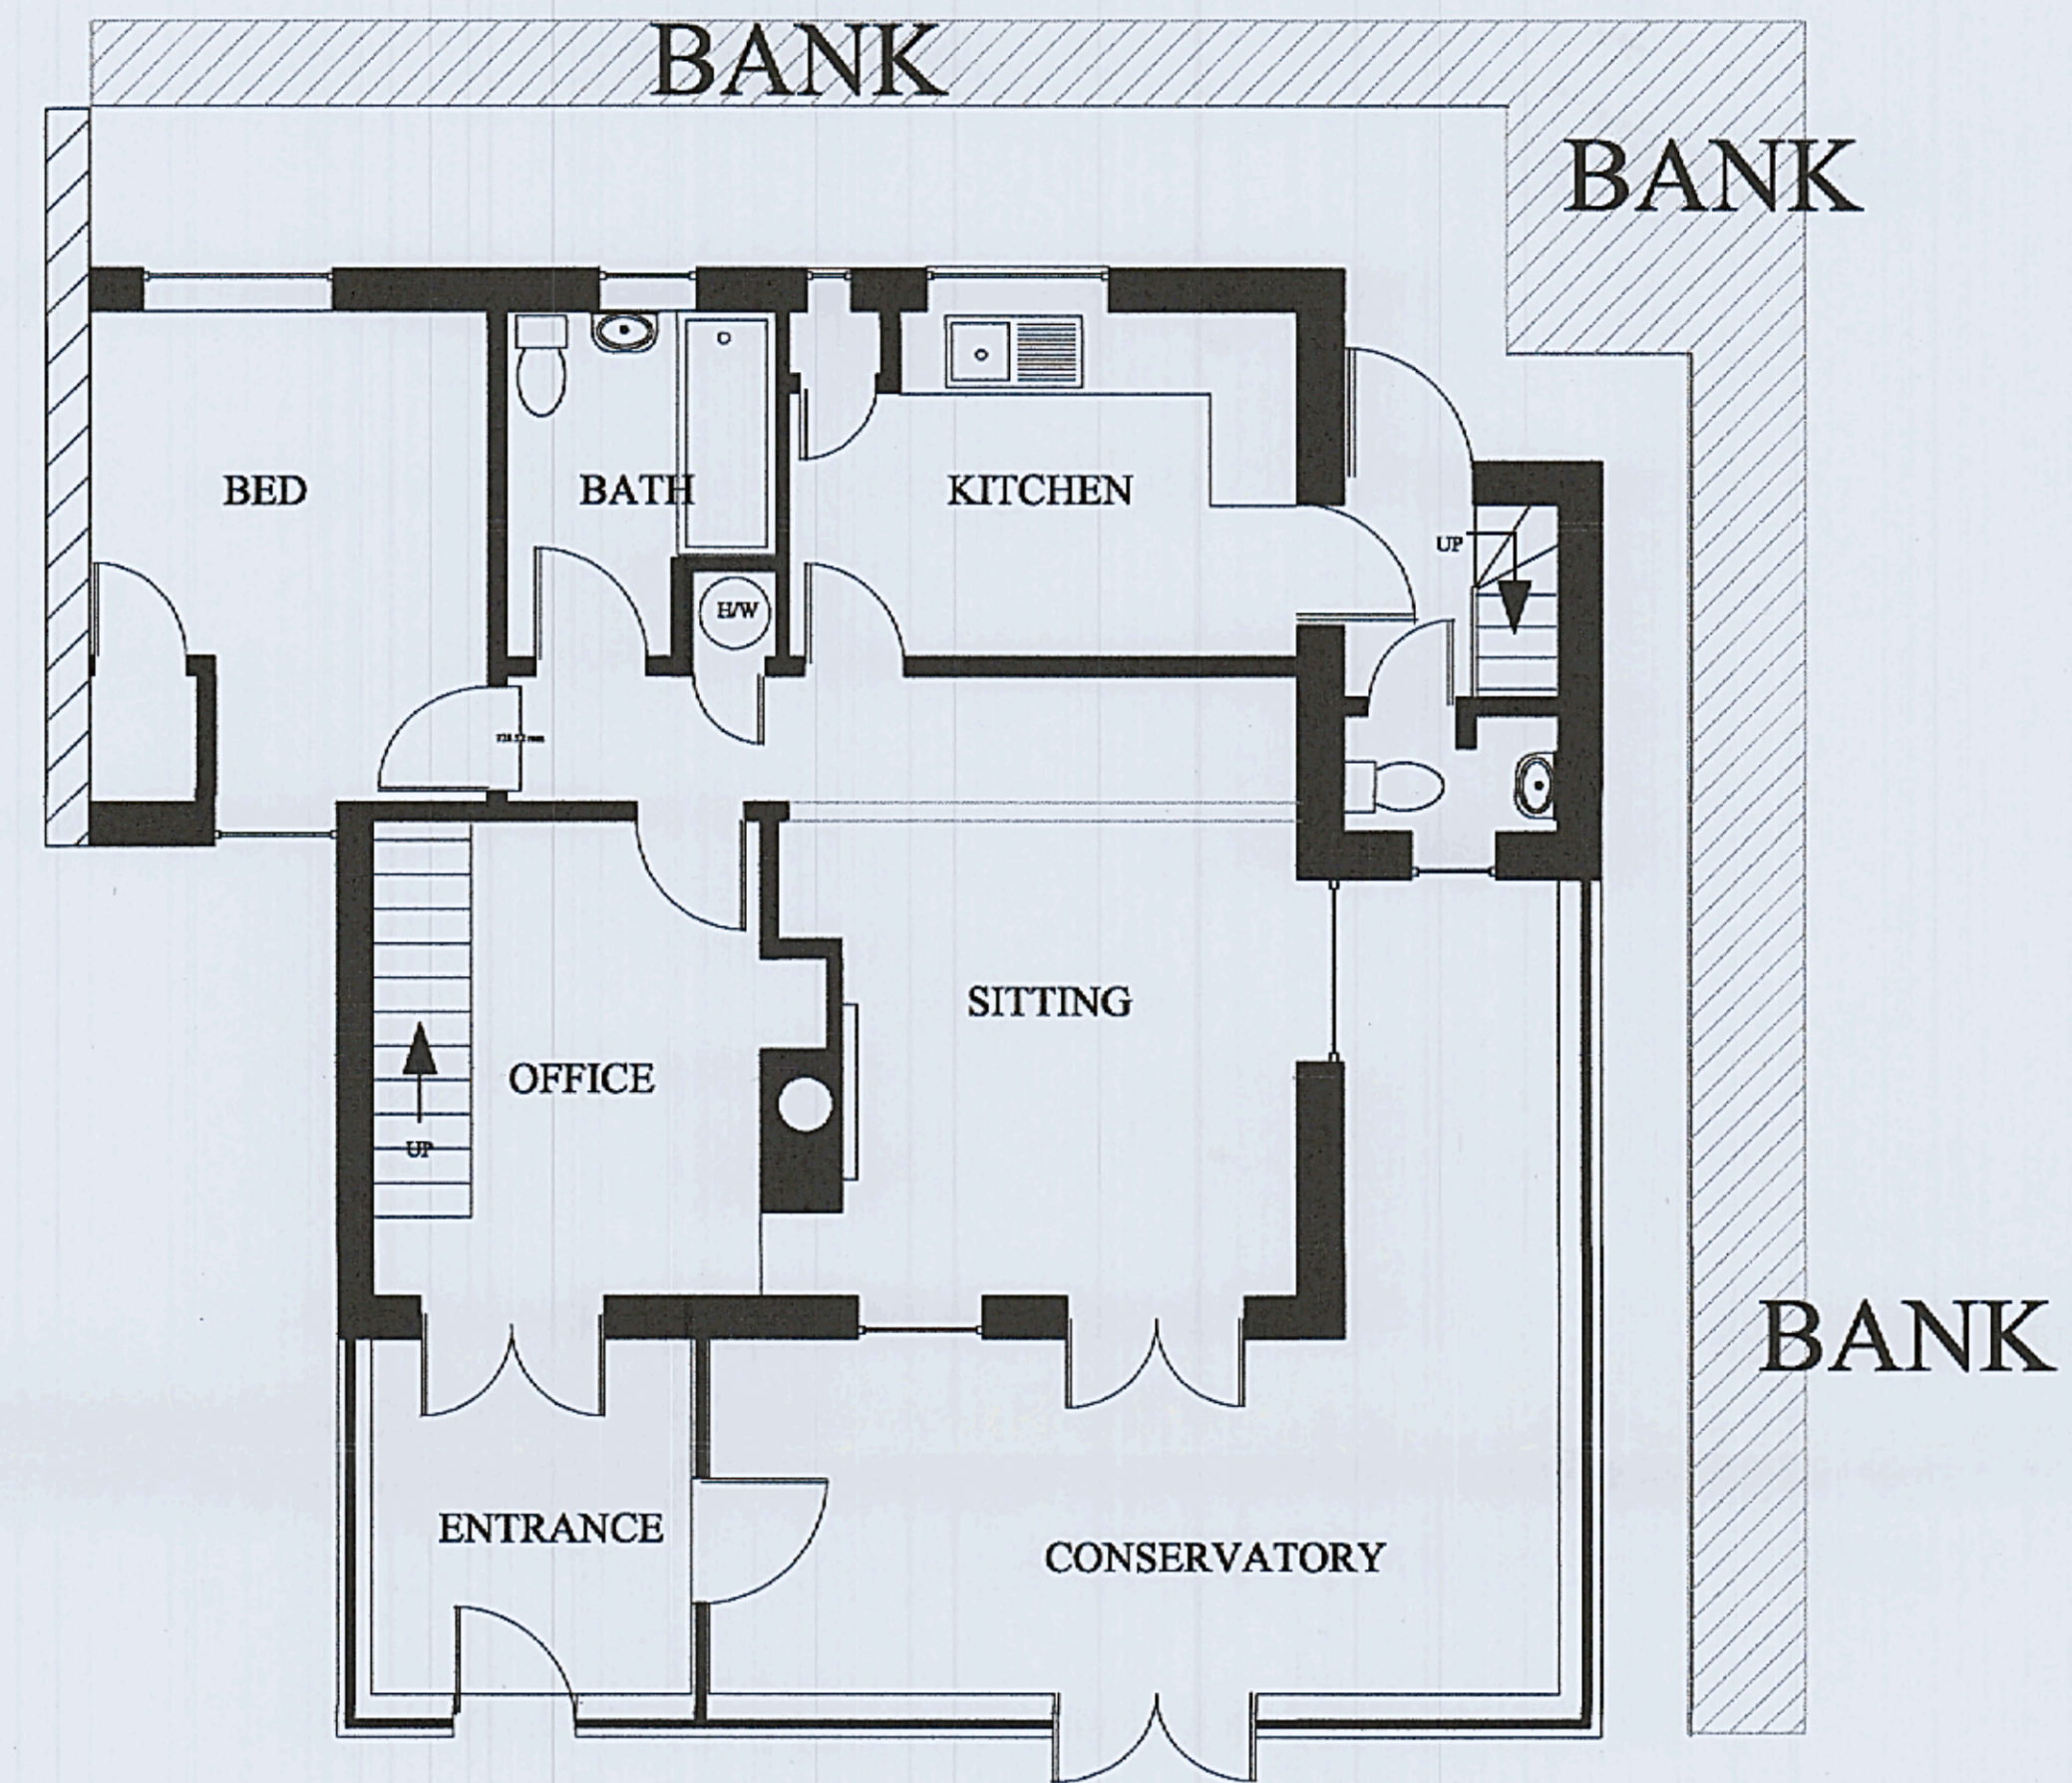 BANK
BANK
BED
BATH
KITCHEN
UP
H/W
SITTING
OFFICE
UP
BANK
ENTRANCE
CONSERVATORY